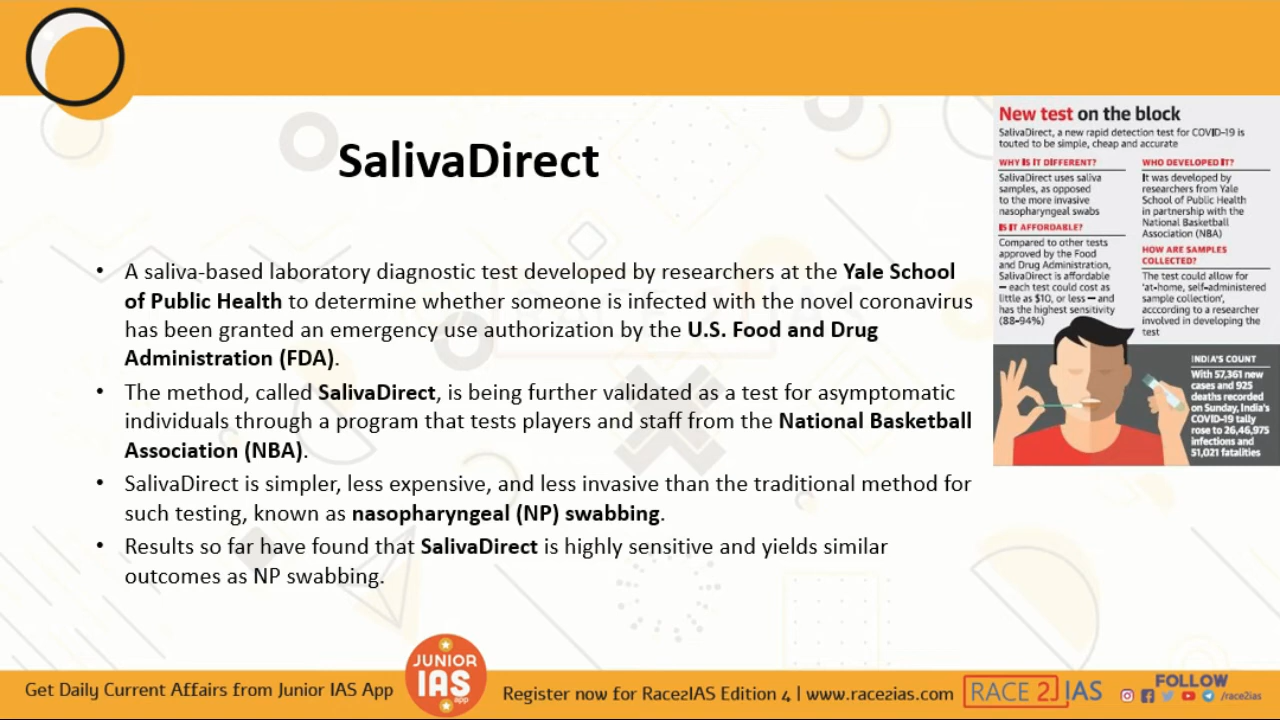 SalivaDirect
• A saliva-based laboratory diagnostic test developed by researchers at the Yale School
of Public Health to determine whether someone is infected with the novel coronavirus
has been granted an emergency use authorization by the U.S. Food and Drug
Administration (FDA).
• The method, called SalivaDirect, is being further validated as a test for asymptomatic
individuals through a program that tests players and staff from the National Basketball
Association (NBA).
• SalivaDirect is simpler, less expensive, and less invasive than the traditional method for
such testing, known as nasopharyngeal (NP) swabbing.
• Results so far have found that SalivaDirect is highly sensitive and yields similar
outcomes as NP swabbing.
New test on the block
SalivaDirect, a new rapid detection test for COVID-19 is
touted to be simple, cheap and accurate
WHY IS IT DIFFERENT?
SalivaDirect uses saliva
samples, as opposed
to the more invasive
nasopharyngeal swabs
IS IT AFFORDABLE?
Compared to other tests
approved by the Food
and Drug Administration,
SalivaDirect is affordable
— each test could cost as
little as $10, or less — and
has the highest sensitivity
(88-94%)
WHO DEVELOPED IT?
It was developed by
researchers from Yale
School of Public Health
in partnership with the
National Basketball
Association (NBA)
HOW ARE SAMPLES
COLLECTED?
The test could allow for
'at-home, self-administered
sample collection',
acccording to a researcher
involved in developing the
test
INDIA'S COUNT
With 57,361 new
cases and 925
deaths recorded
on Sunday, India's
COVID-19 tally
rose to 26,46,975
infections and
51,021 fatalities
Get Daily Current Affairs from Junior IAS App
JUNIOR
IAS
app
Register now for Race2IAS Edition 4 | www.race2ias.com
RACE 2 IAS
FOLLOW
/race2ias